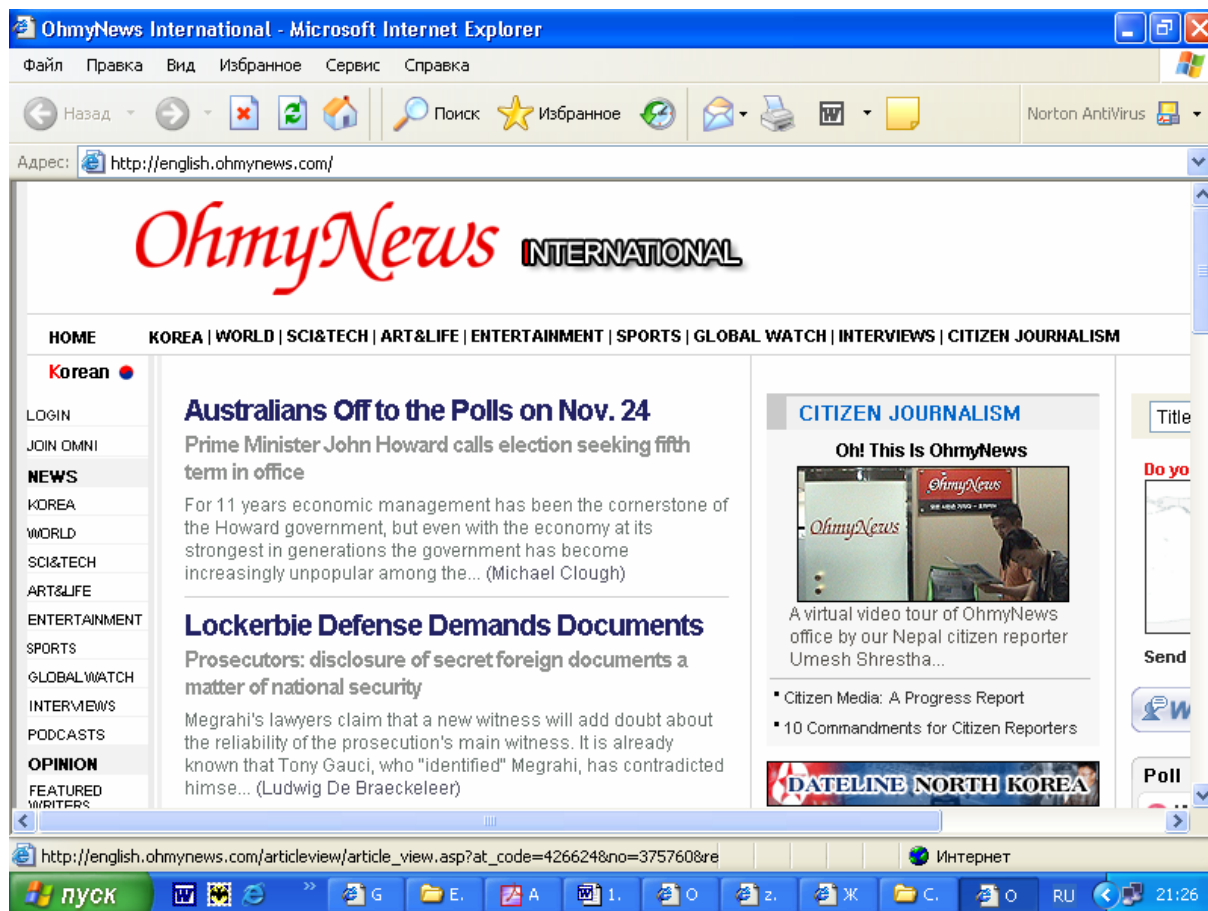 OhmyNews International - Microsoft Internet Explorer
Файл Правка Вид Избранное Сервис Справка
Назад Поиск Избранное Norton AntiVirus
Адрес: http://english.ohmynews.com/
OhmyNews INTERNATIONAL
HOME KOREA | WORLD | SCI&TECH | ART&LIFE | ENTERTAINMENT | SPORTS | GLOBAL WATCH | INTERVIEWS | CITIZEN JOURNALISM
Korean
LOGIN
JOIN OMNI
NEWS
KOREA
WORLD
SCI&TECH
ART&LIFE
ENTERTAINMENT
SPORTS
GLOBAL WATCH
INTERVIEWS
PODCASTS
OPINION
FEATURED
WRITERS
Australians Off to the Polls on Nov. 24
Prime Minister John Howard calls election seeking fifth
term in office
For 11 years economic management has been the cornerstone of
the Howard government, but even with the economy at its
strongest in generations the government has become
increasingly unpopular among the... (Michael Clough)
Lockerbie Defense Demands Documents
Prosecutors: disclosure of secret foreign documents a
matter of national security
Megrahi's lawyers claim that a new witness will add doubt about
the reliability of the prosecution's main witness. It is already
known that Tony Gauci, who "identified" Megrahi, has contradicted
himse... (Ludwig De Braeckeleer)
CITIZEN JOURNALISM
Oh! This Is OhmyNews
OhmyNews
OhmyNews
A virtual video tour of OhmyNews
office by our Nepal citizen reporter
Umesh Shrestha...
Citizen Media: A Progress Report
10 Commandments for Citizen Reporters
DATELINE NORTH KOREA
Title
Do yo
Send
W
Poll
http://english.ohmynews.com/articleview/article_view.asp?at_code=426624&no=375760&re
Интернет
пуск G E. A 1. O z. Ж C. O RU 21:26